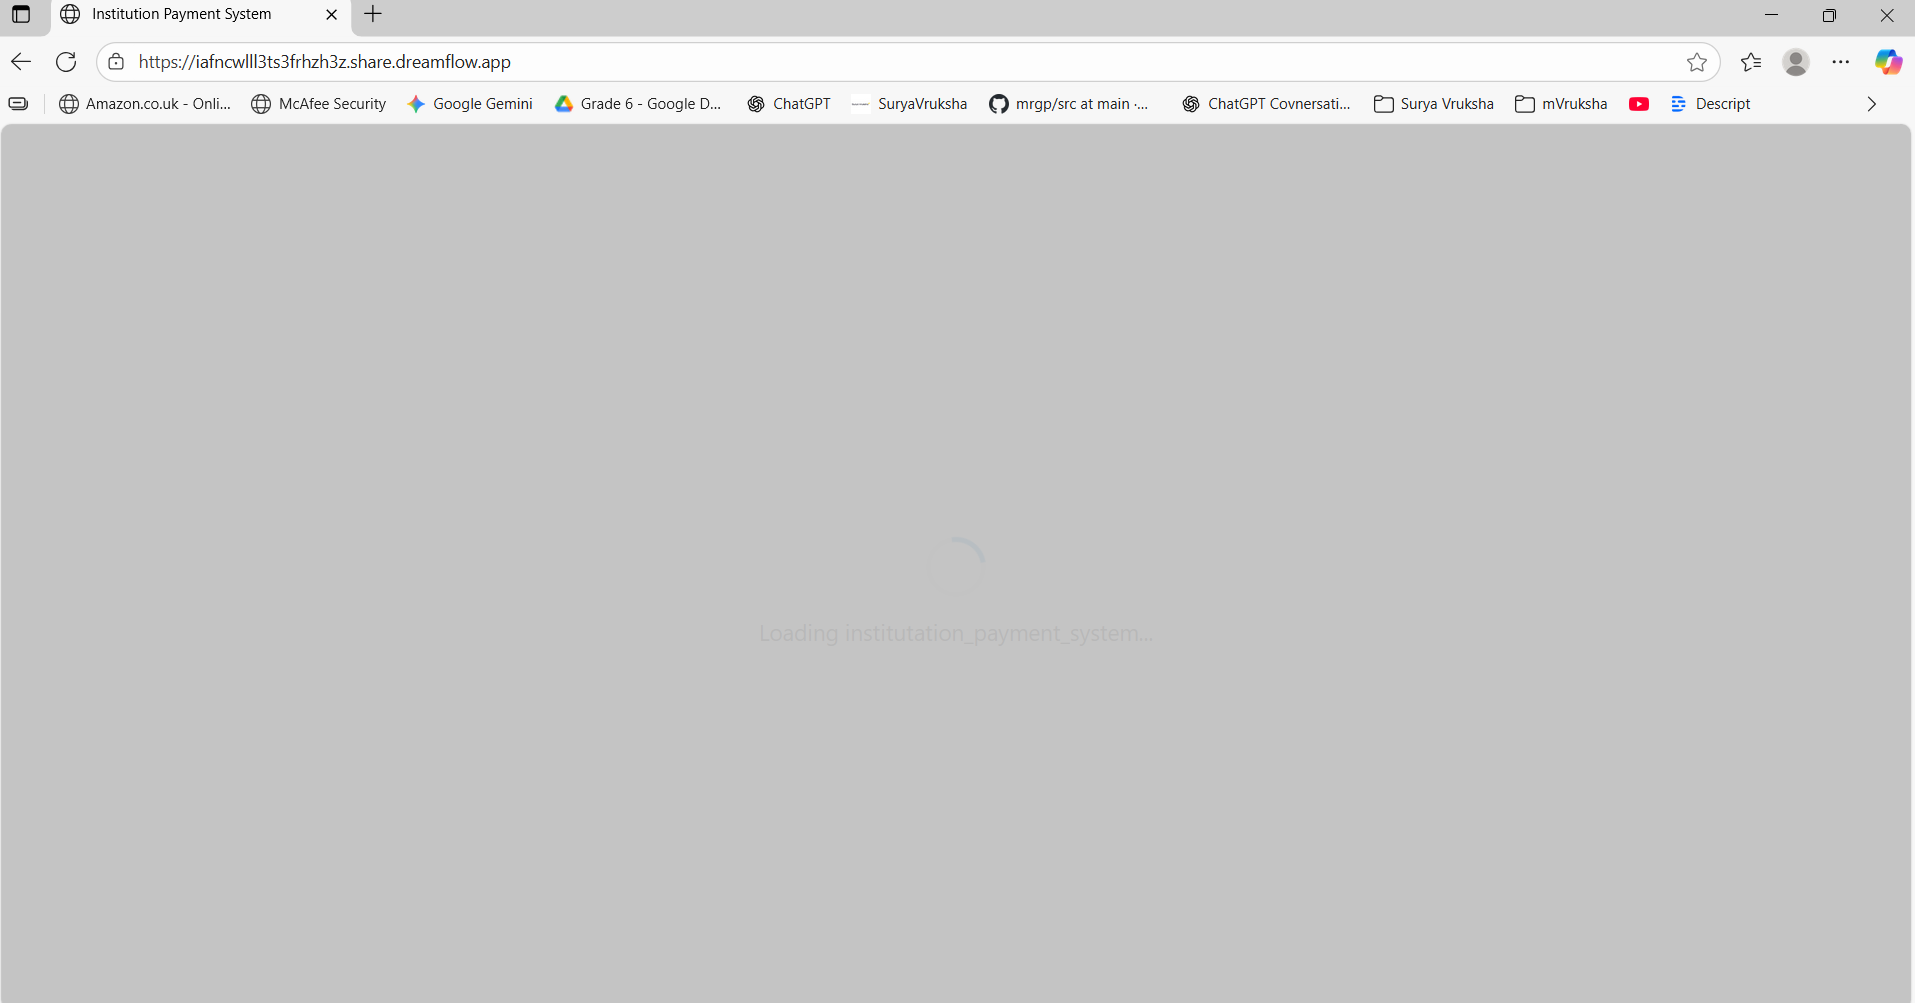 Institution Payment System
https://iafncwlll3ts3frhzh3z.share.dreamflow.app
Amazon.co.uk - Onli... McAfee Security Google Gemini Grade 6 - Google D... ChatGPT SuryaVruksha mrgp/src at main ·... ChatGPT Covnersati... Surya Vruksha mVruksha Descript
Loading institutation_payment_system...